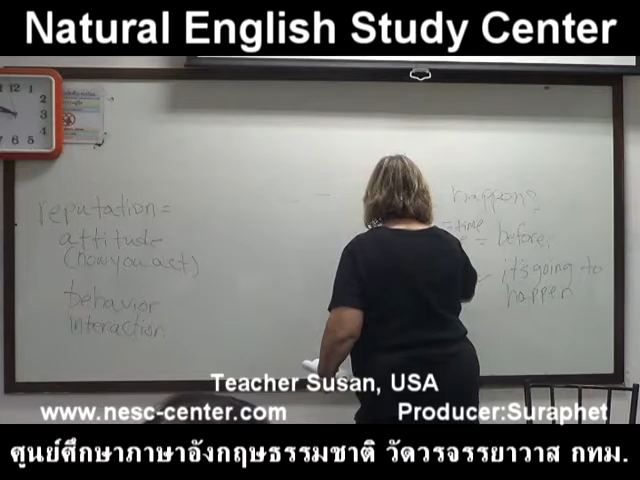 Natural English Study Center
reputation =
attitude
(how you act)
behavior
interaction
happen?
= time
= before,
it's going to
happen
Teacher Susan, USA
www.nesc-center.com
Producer:Suraphet
ศูนย์ศึกษาภาษาอังกฤษธรรมชาติ วัดวรจรรยาวาส กทม.